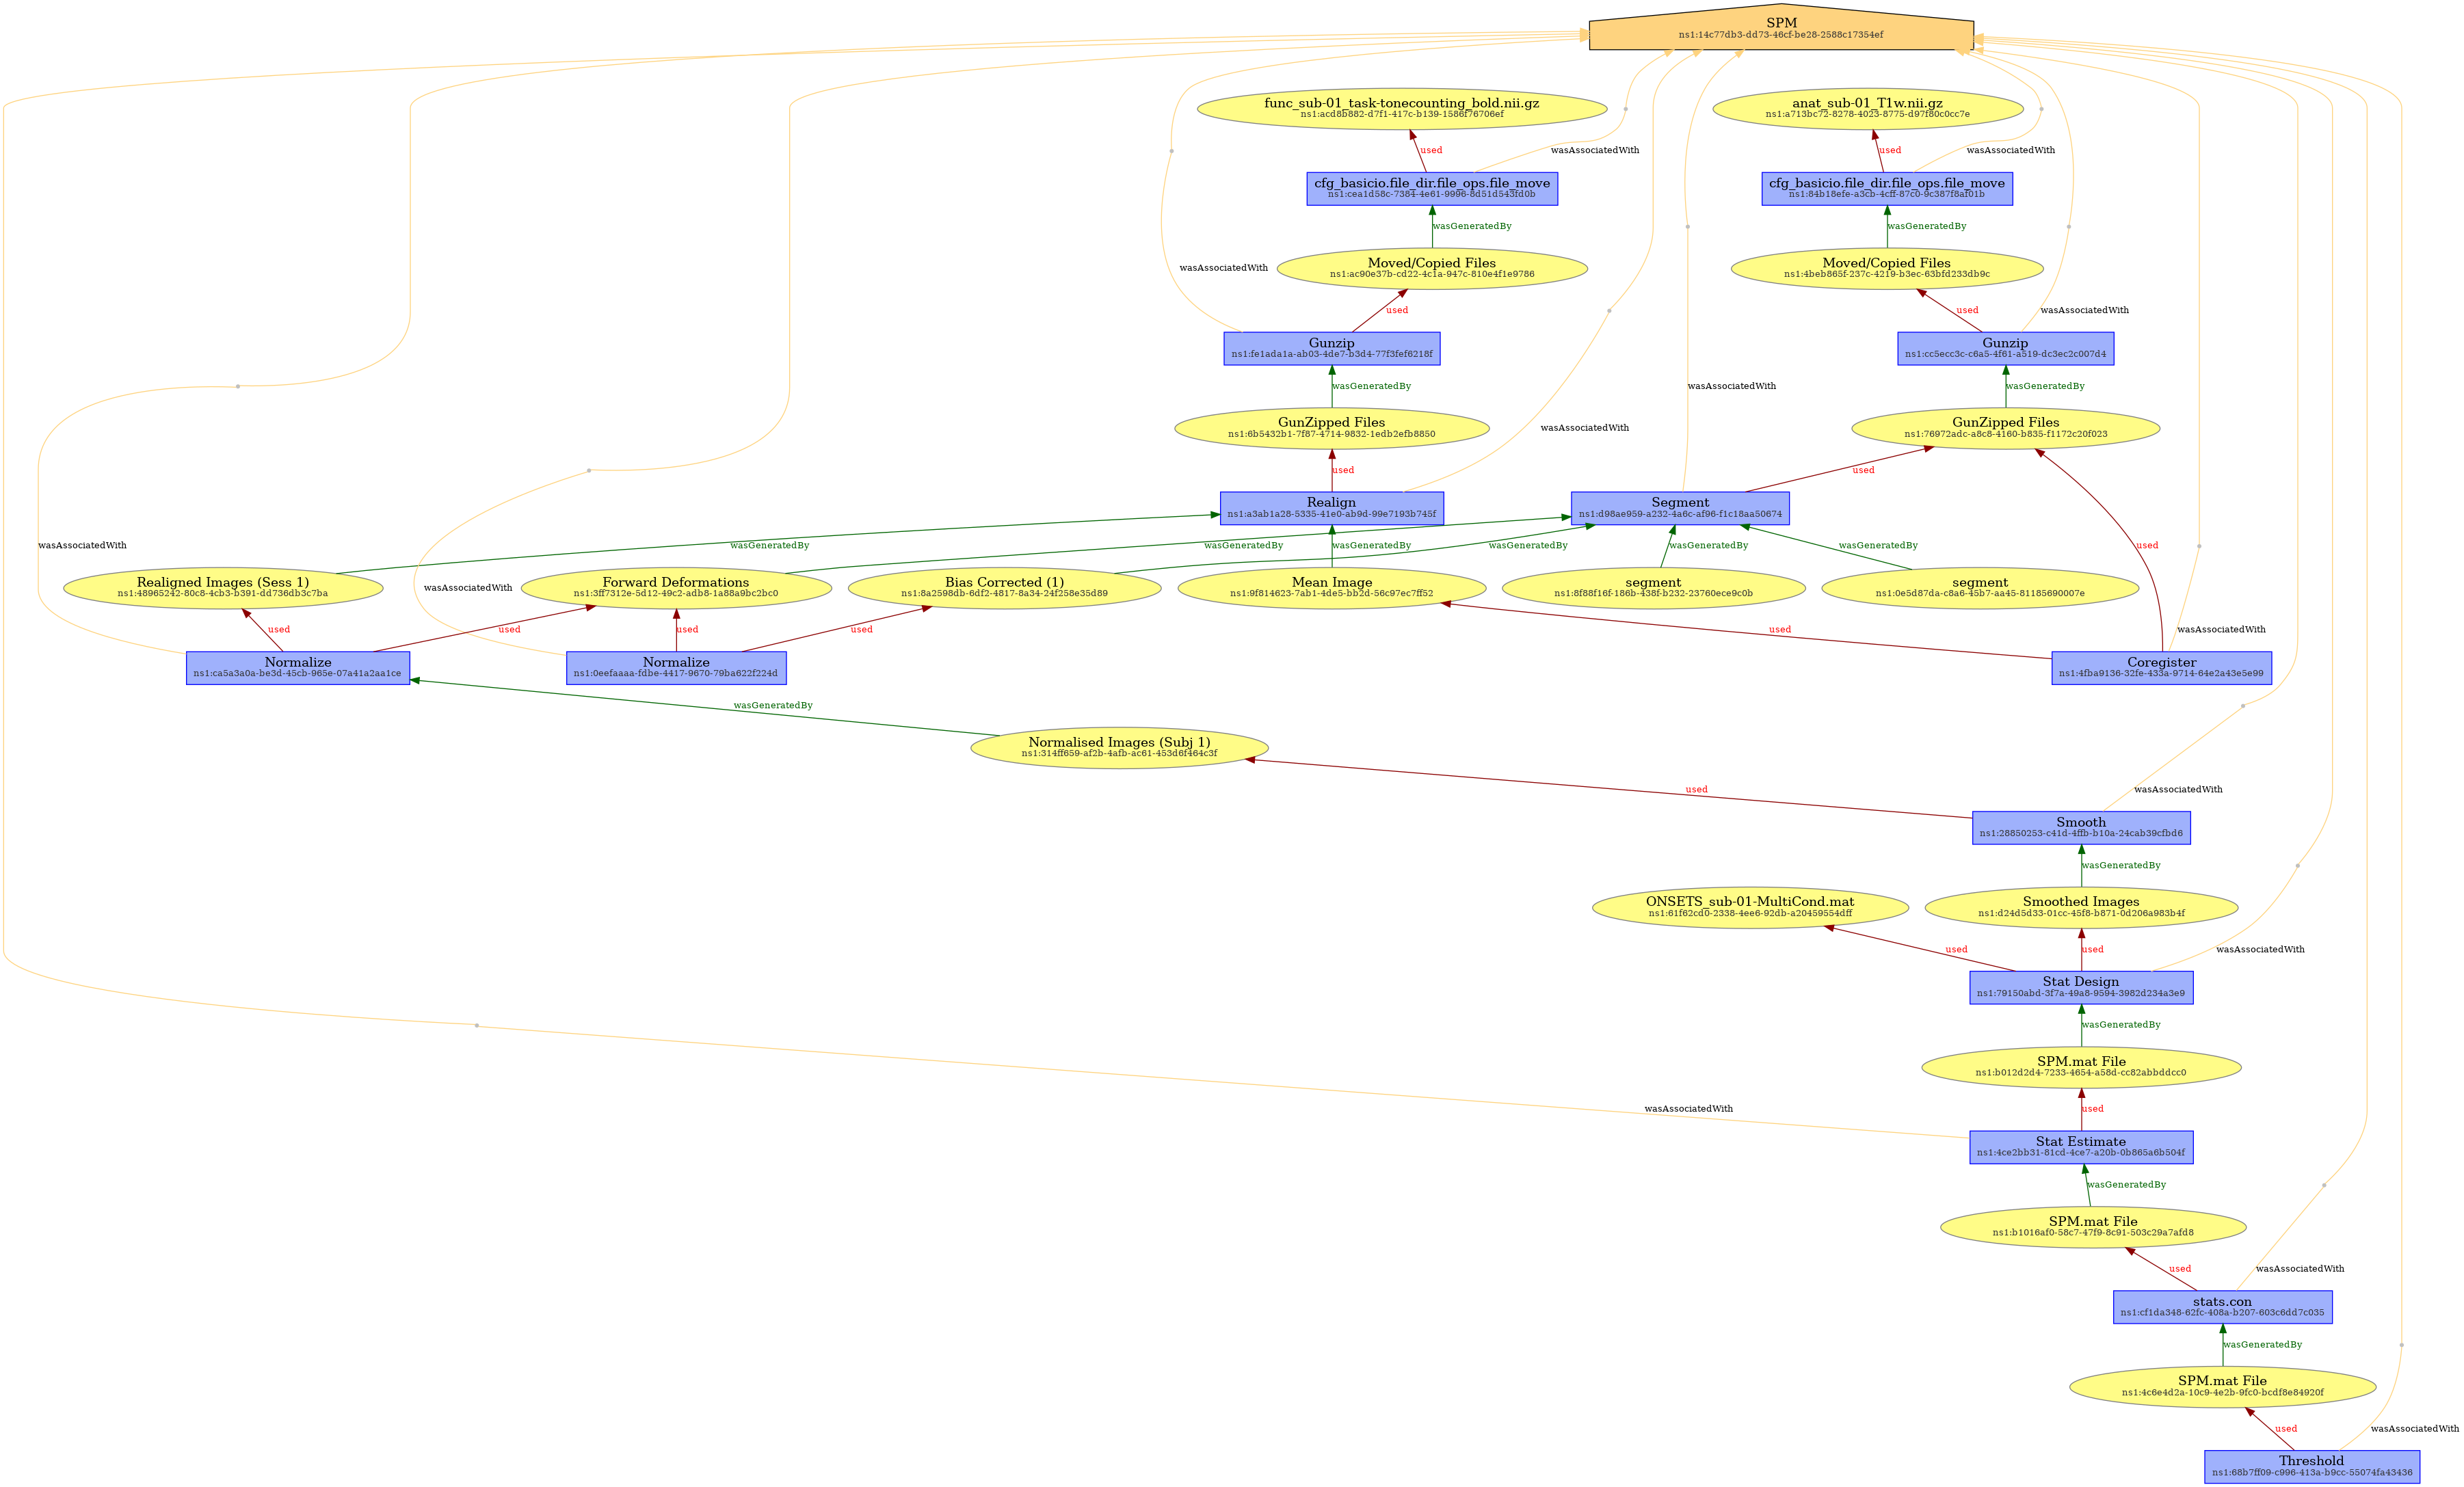 SPM
ns1:14c77db3-dd73-46cf-be28-2588c17354ef
func_sub-01_task-tonecounting_bold.nii.gz
ns1:acd8b882-d7f1-417c-b139-1586f76706ef
anat_sub-01_T1w.nii.gz
ns1:a713bc72-8278-4023-8775-d97f80c0cc7e
used
wasAssociatedWith
used
wasAssociatedWith
cfg_basicio.file_dir.file_ops.file_move
ns1:cea1d58c-7384-4e61-9996-8d51d543fd0b
cfg_basicio.file_dir.file_ops.file_move
ns1:84b18efe-a3cb-4cff-87c0-9c387f8af01b
wasGeneratedBy
wasGeneratedBy
wasAssociatedWith
Moved/Copied Files
ns1:ac90e37b-cd22-4c1a-947c-810e4f1e9786
Moved/Copied Files
ns1:4beb865f-237c-4219-b3ec-63bfd233db9c
used
used
wasAssociatedWith
Gunzip
ns1:fe1ada1a-ab03-4de7-b3d4-77f3fef6218f
Gunzip
ns1:cc5ecc3c-c6a5-4f61-a519-dc3ec2c007d4
wasGeneratedBy
wasAssociatedWith
wasGeneratedBy
GunZipped Files
ns1:6b5432b1-7f87-4714-9832-1edb2efb8850
wasAssociatedWith
GunZipped Files
ns1:76972adc-a8c8-4160-b835-f1172c20f023
used
used
Realign
ns1:a3ab1a28-5335-41e0-ab9d-99e7193b745f
Segment
ns1:d98ae959-a232-4a6c-af96-f1c18aa50674
wasAssociatedWith
wasGeneratedBy
wasGeneratedBy
wasGeneratedBy
wasGeneratedBy
wasGeneratedBy
wasGeneratedBy
used
Realigned Images (Sess 1)
ns1:48965242-80c8-4cb3-b391-dd736db3c7ba
wasAssociatedWith
Forward Deformations
ns1:3ff7312e-5d12-49c2-adb8-1a88a9bc2bc0
Bias Corrected (1)
ns1:8a2598db-6df2-4817-8a34-24f258e35d89
Mean Image
ns1:9f814623-7ab1-4de5-bb2d-56c97ec7ff52
segment
ns1:8f88f16f-186b-438f-b232-23760ece9c0b
segment
ns1:0e5d87da-c8a6-45b7-aa45-81185690007e
used
used
used
used
used
wasAssociatedWith
Normalize
ns1:ca5a3a0a-be3d-45cb-965e-07a41a2aa1ce
Normalize
ns1:0eefaaaa-fdbe-4417-9670-79ba622f224d
Coregister
ns1:4fba9136-32fe-433a-9714-64e2a43e5e99
wasGeneratedBy
Normalised Images (Subj 1)
ns1:314ff659-af2b-4afb-ac61-453d6f464c3f
used
wasAssociatedWith
Smooth
ns1:28850253-c41d-4ffb-b10a-24cab39cfbd6
wasGeneratedBy
ONSETS_sub-01-MultiCond.mat
ns1:61f62cd0-2338-4ee6-92db-a20459554dff
Smoothed Images
ns1:d24d5d33-01cc-45f8-b871-0d206a983b4f
used
used
wasAssociatedWith
Stat Design
ns1:79150abd-3f7a-49a8-9594-3982d234a3e9
wasGeneratedBy
SPM.mat File
ns1:b012d2d4-7233-4654-a58d-cc82abbddcc0
wasAssociatedWith
used
Stat Estimate
ns1:4ce2bb31-81cd-4ce7-a20b-0b865a6b504f
wasGeneratedBy
SPM.mat File
ns1:b1016af0-58c7-47f9-8c91-503c29a7afd8
used
wasAssociatedWith
stats.con
ns1:cf1da348-62fc-408a-b207-603c6dd7c035
wasGeneratedBy
SPM.mat File
ns1:4c6e4d2a-10c9-4e2b-9fc0-bcdf8e84920f
used
wasAssociatedWith
Threshold
ns1:68b7ff09-c996-413a-b9cc-55074fa43436